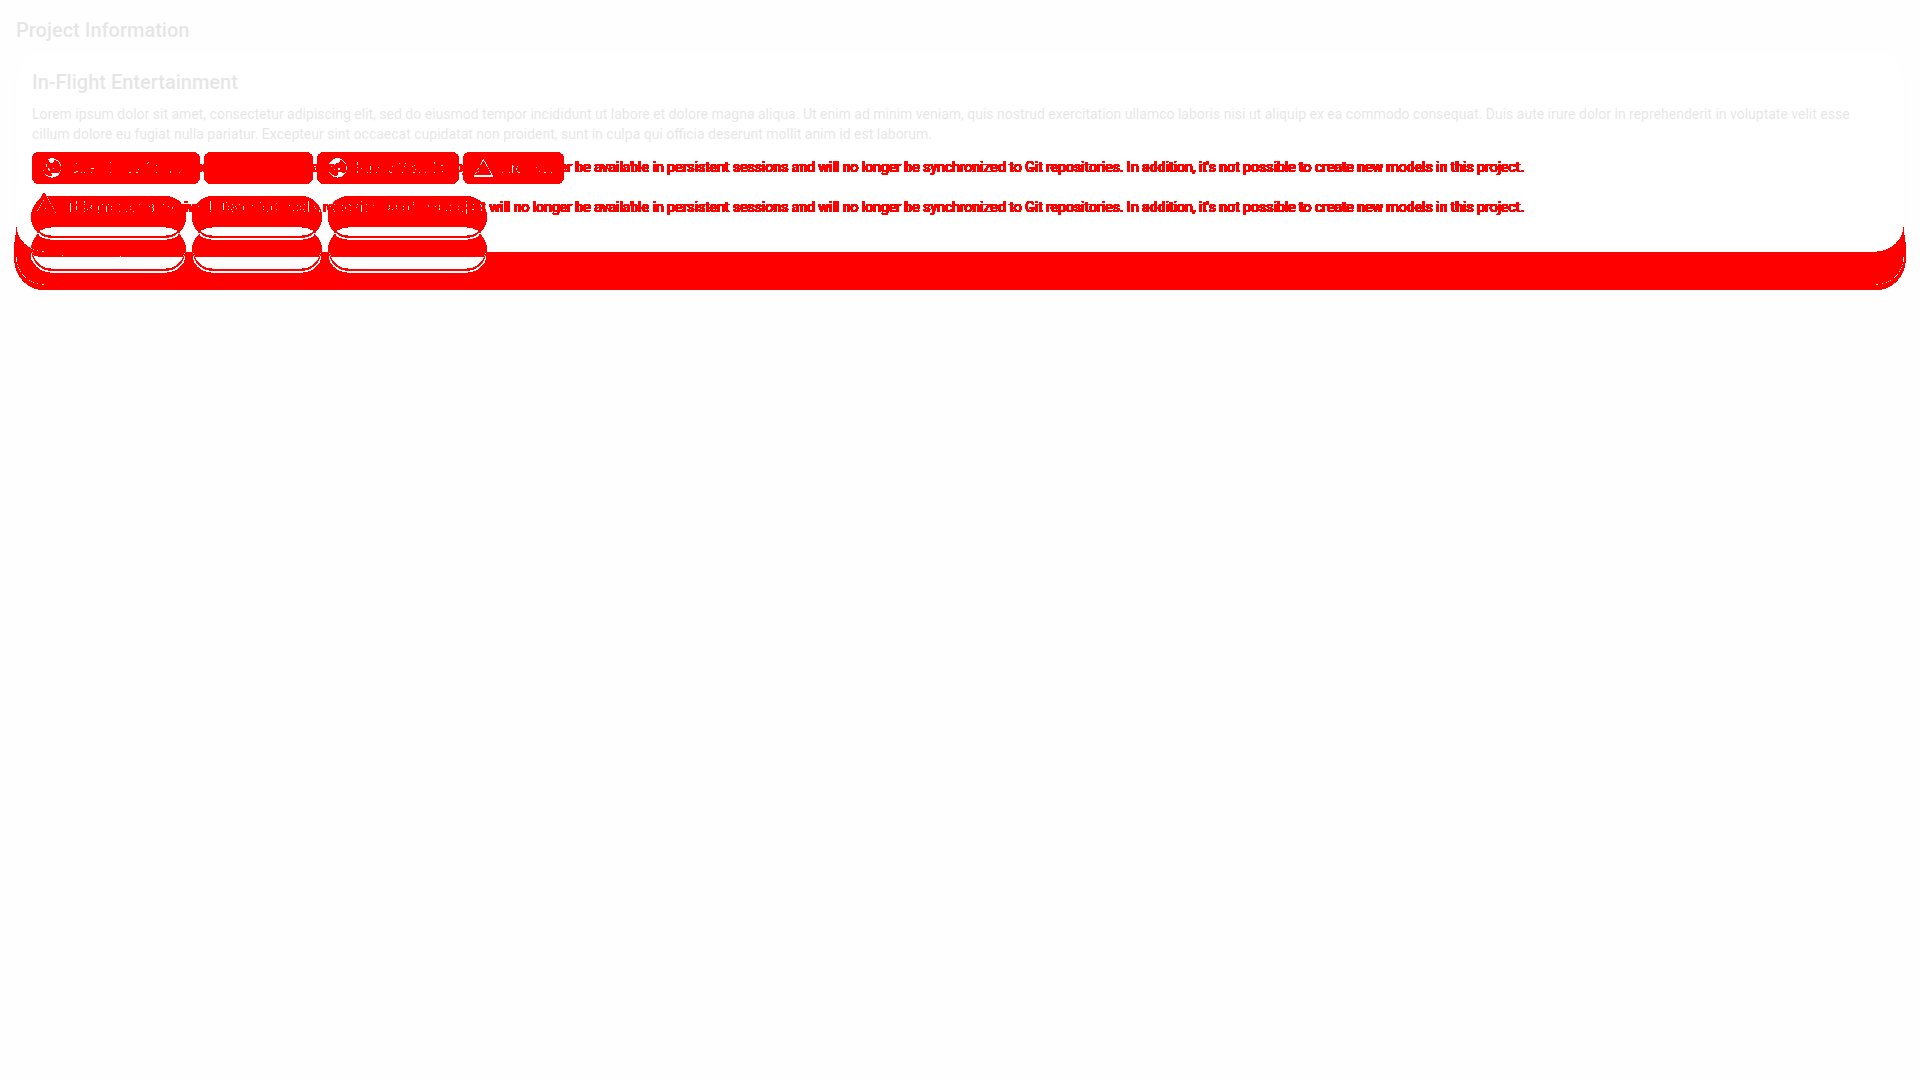 Project Information
In-Flight Entertainment
Lorem ipsum dolor sit amet, consectetur adipiscing elit, sed do eiusmod tempor incididunt ut labore et dolore magna aliqua. Ut enim ad minim veniam, quis nostrud exercitation ullamco laboris nisi ut aliquip ex ea commodo consequat. Duis aute irure dolor in reprehenderit in voluptate velit esse
cillum dolore eu fugiat nulla pariatur. Excepteur sint occaecat cupidatat non proident, sunt in culpa qui officia deserunt mollit anim id est laborum.
be available in persistent sessions and will no longer be synchronized to Git repositories. In addition, it's not possible to create new models in this project.
will no longer be available in persistent sessions and will no longer be synchronized to Git repositories. In addition, it's not possible to create new models in this project.